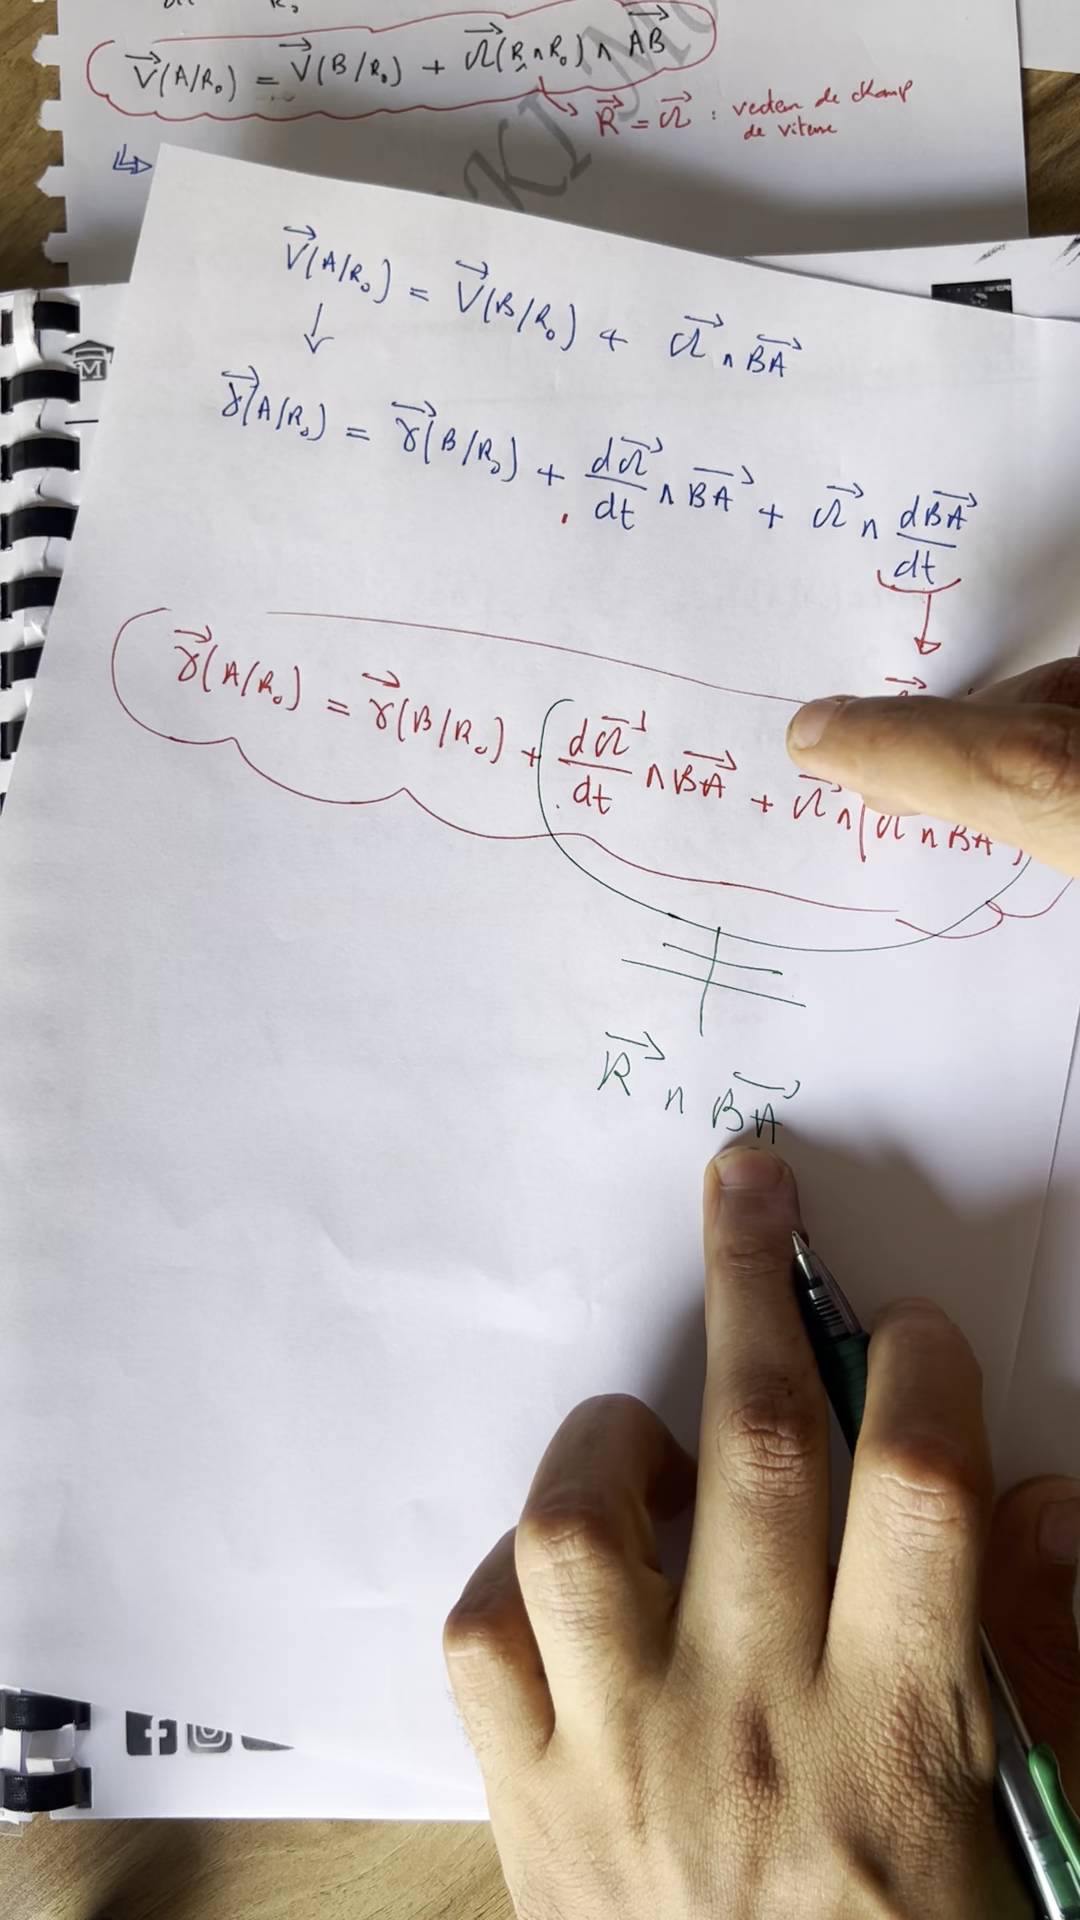 V⃗(A/R₀) = V⃗(B/R₀) + Ω⃗(R∧R₀) ∧ AB⃗
R⃗ = Ω⃗ : vecteur de champ
de vitesse
KI M
V⃗(A/R₀) = V⃗(B/R₀) + Ω⃗ ∧ BA⃗
γ⃗(A/R₀) = γ⃗(B/R₀) + dΩ⃗/dt ∧ BA⃗ + Ω⃗ ∧ dBA⃗/dt
γ⃗(A/R₀) = γ⃗(B/R₀) + dΩ⃗/dt ∧ BA⃗ + Ω⃗ ∧ (Ω⃗ ∧ BA⃗)
≠
R⃗ ∧ BA⃗